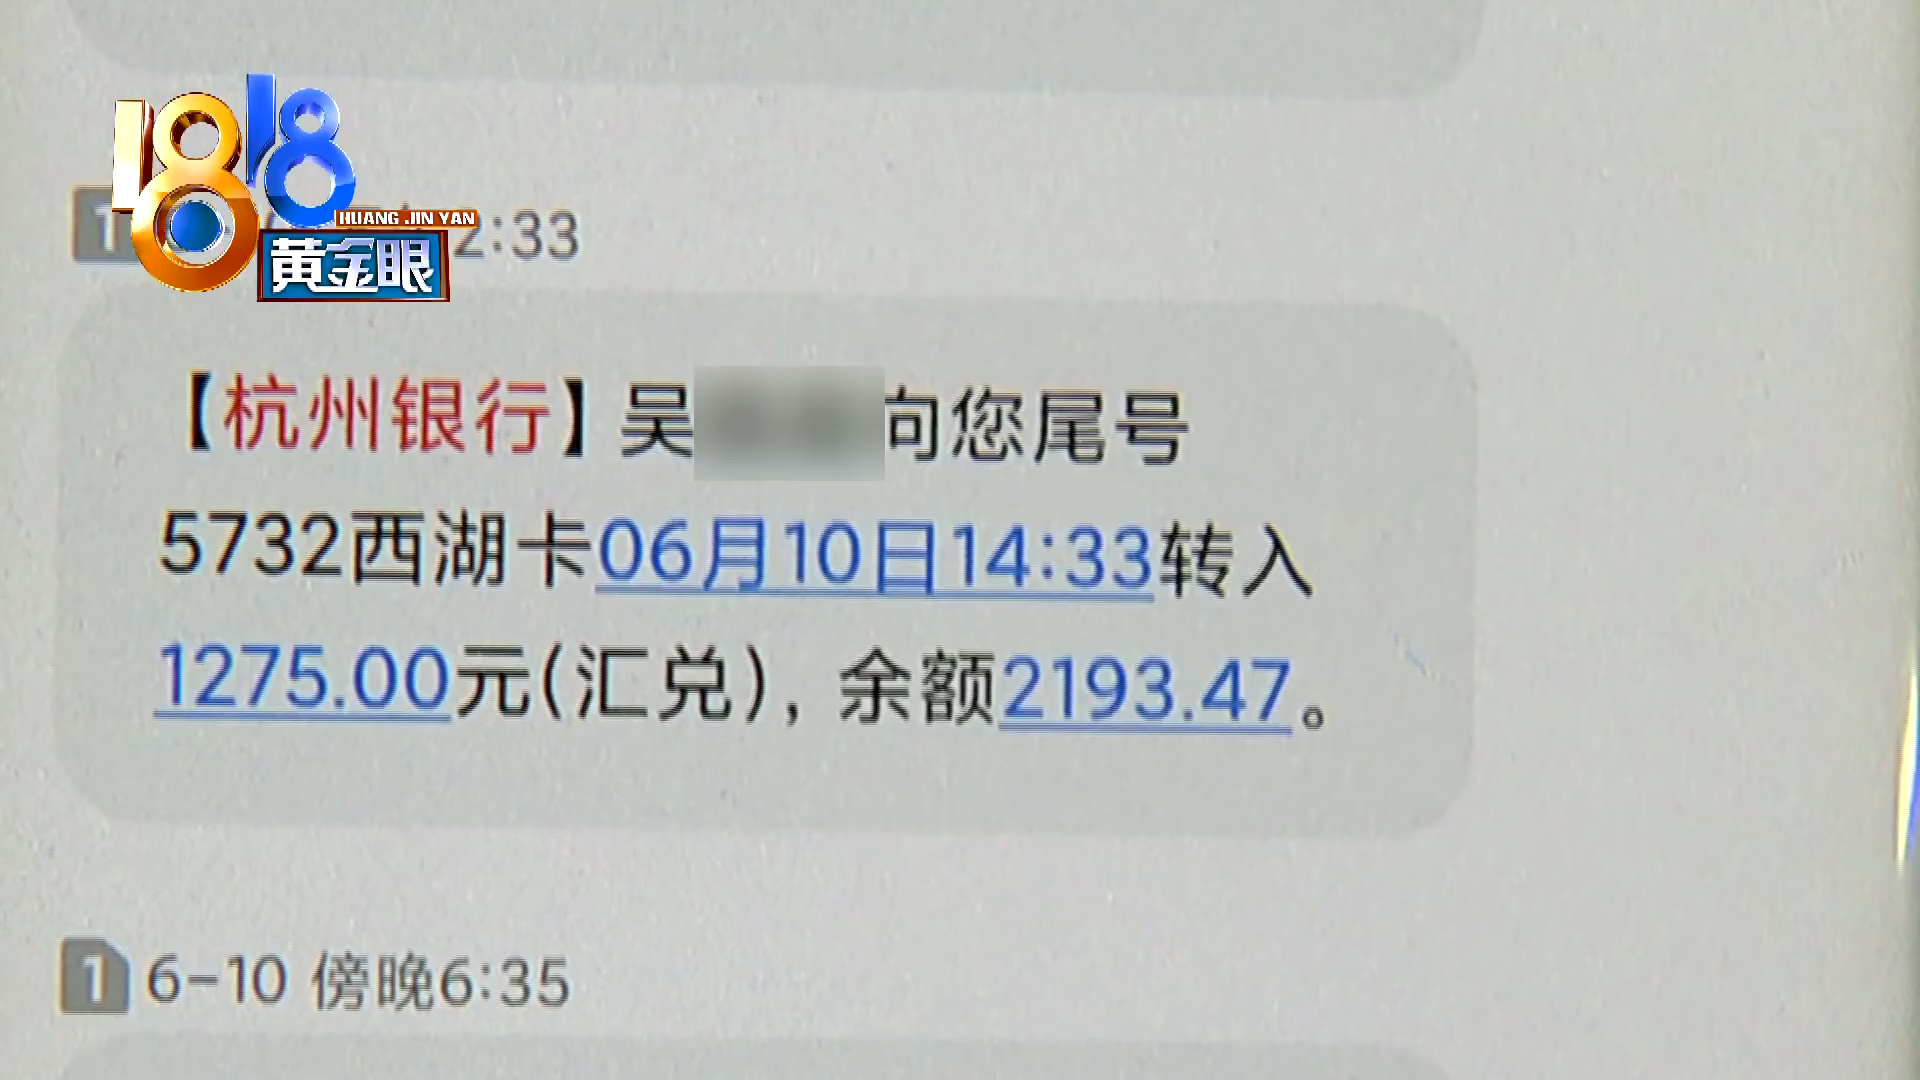 1818
HUANG JIN YAN
黄金眼
1 2:33
【杭州银行】吴 向您尾号
5732西湖卡06月10日14:33转入
1275.00元(汇兑)，余额2193.47。
1 6-10 傍晚6:35